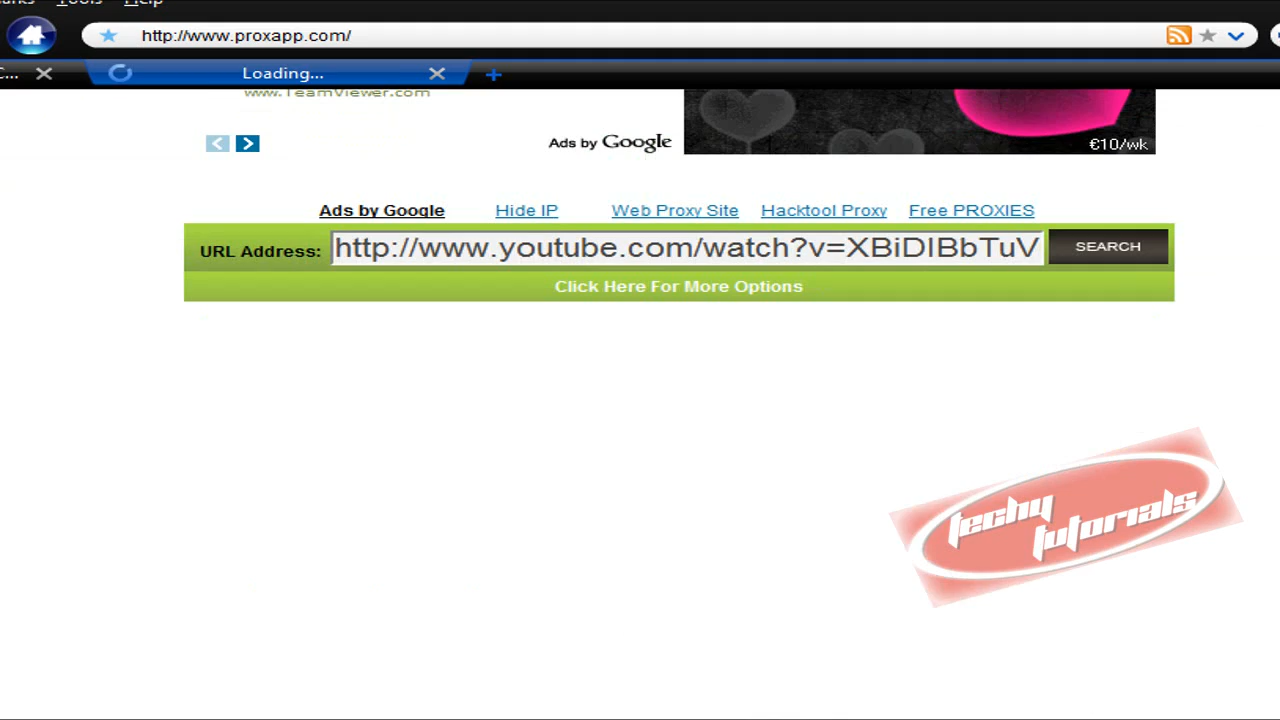 Tools Help
http://www.proxapp.com/
C... Loading...
www.TeamViewer.com
Ads by Google
€10/wk
Ads by Google Hide IP Web Proxy Site Hacktool Proxy Free PROXIES
URL Address: http://www.youtube.com/watch?v=XBiDIBbTuV SEARCH
Click Here For More Options
techy
tutorials